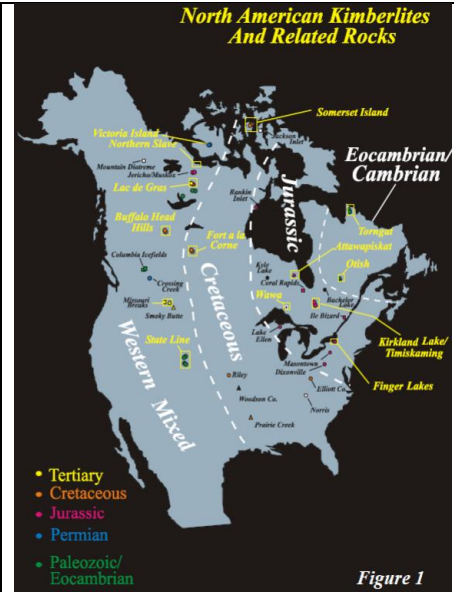 North American Kimberlites
And Related Rocks
Somerset Island
Jackson
Inlet
Victoria Island
Northern Slave
Mountain Diatreme
Jericho/Muskox
Lac de Gras
Rankin
Inlet
Jurassic
Eocambrian/
Cambrian
Torngat
Buffalo Head
Hills
Fort a la
Corne
Attawapiskat
Otish
Columbia Icefields
Crossing
Creek
Cretaceous
Kyle
Lake
Coral Rapids
Bachelor
Lake
Missouri
Breaks
Smoky Butte
Wawa
Ile Bizard
Kirkland Lake/
Timiskaming
Lake
Ellen
State Line
Western Mixed
Masontown
Dixonville
Finger Lakes
Riley
Elliott Co.
Woodson Co.
Norris
Prairie Creek
Tertiary
Cretaceous
Jurassic
Permian
Paleozoic/
Eocambrian
Figure 1